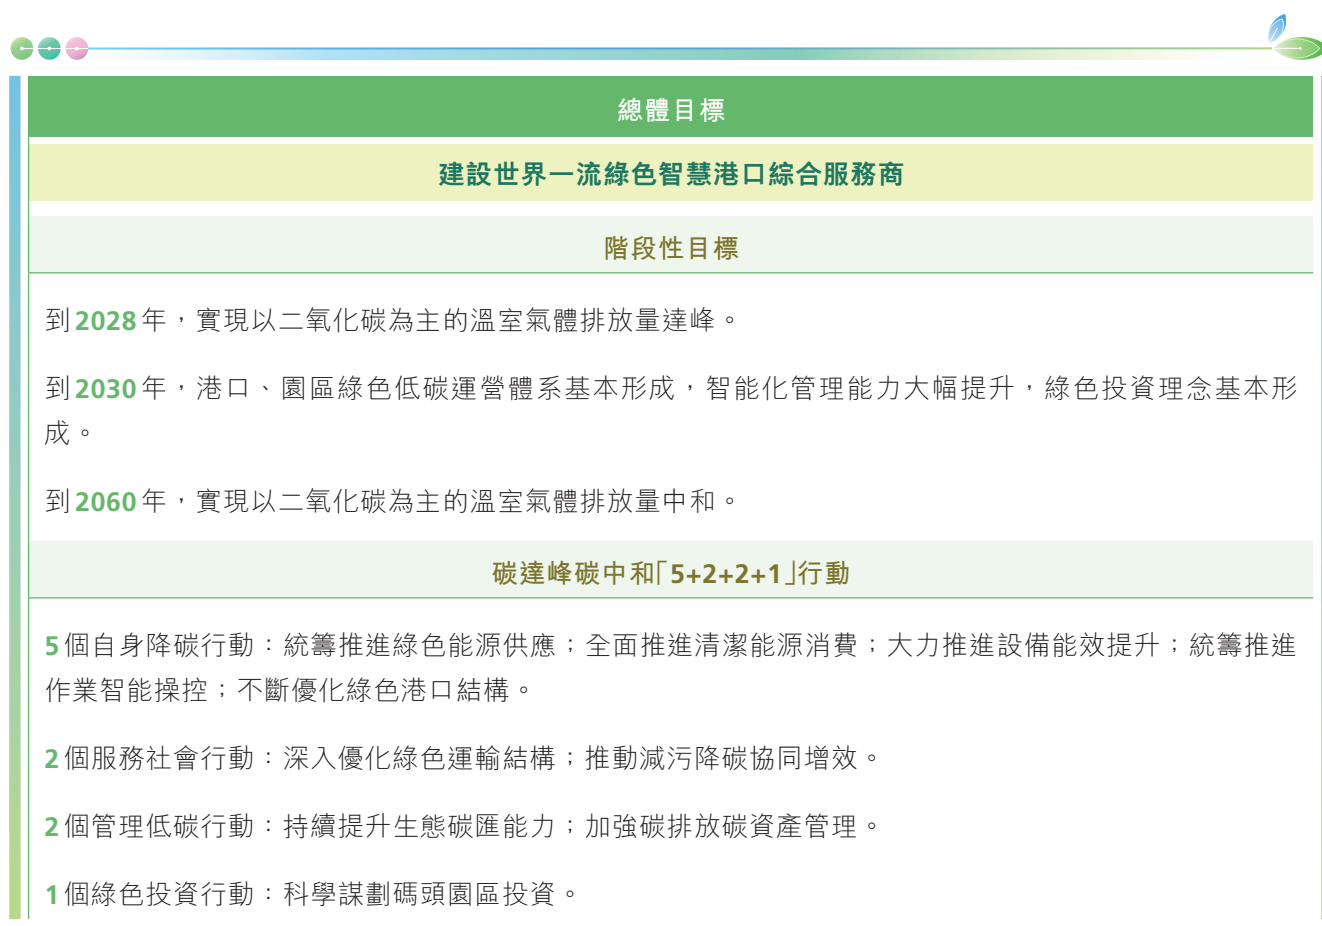 總體目標
建設世界一流綠色智慧港口綜合服務商
階段性目標
到2028年，實現以二氧化碳為主的溫室氣體排放量達峰。
到2030年，港口、園區綠色低碳運營體系基本形成，智能化管理能力大幅提升，綠色投資理念基本形
成。
到2060年，實現以二氧化碳為主的溫室氣體排放量中和。
碳達峰碳中和「5+2+2+1」行動
5個自身降碳行動：統籌推進綠色能源供應；全面推進清潔能源消費；大力推進設備能效提升；統籌推進
作業智能操控；不斷優化綠色港口結構。
2個服務社會行動：深入優化綠色運輸結構；推動減污降碳協同增效。
2個管理低碳行動：持續提升生態碳匯能力；加強碳排放碳資產管理。
1個綠色投資行動：科學謀劃碼頭園區投資。